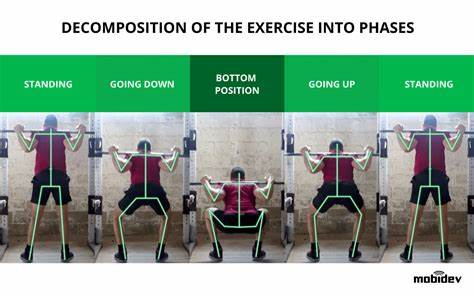 DECOMPOSITION OF THE EXERCISE INTO PHASES
STANDING
GOING DOWN
BOTTOM
POSITION
GOING UP
STANDING
mobidev